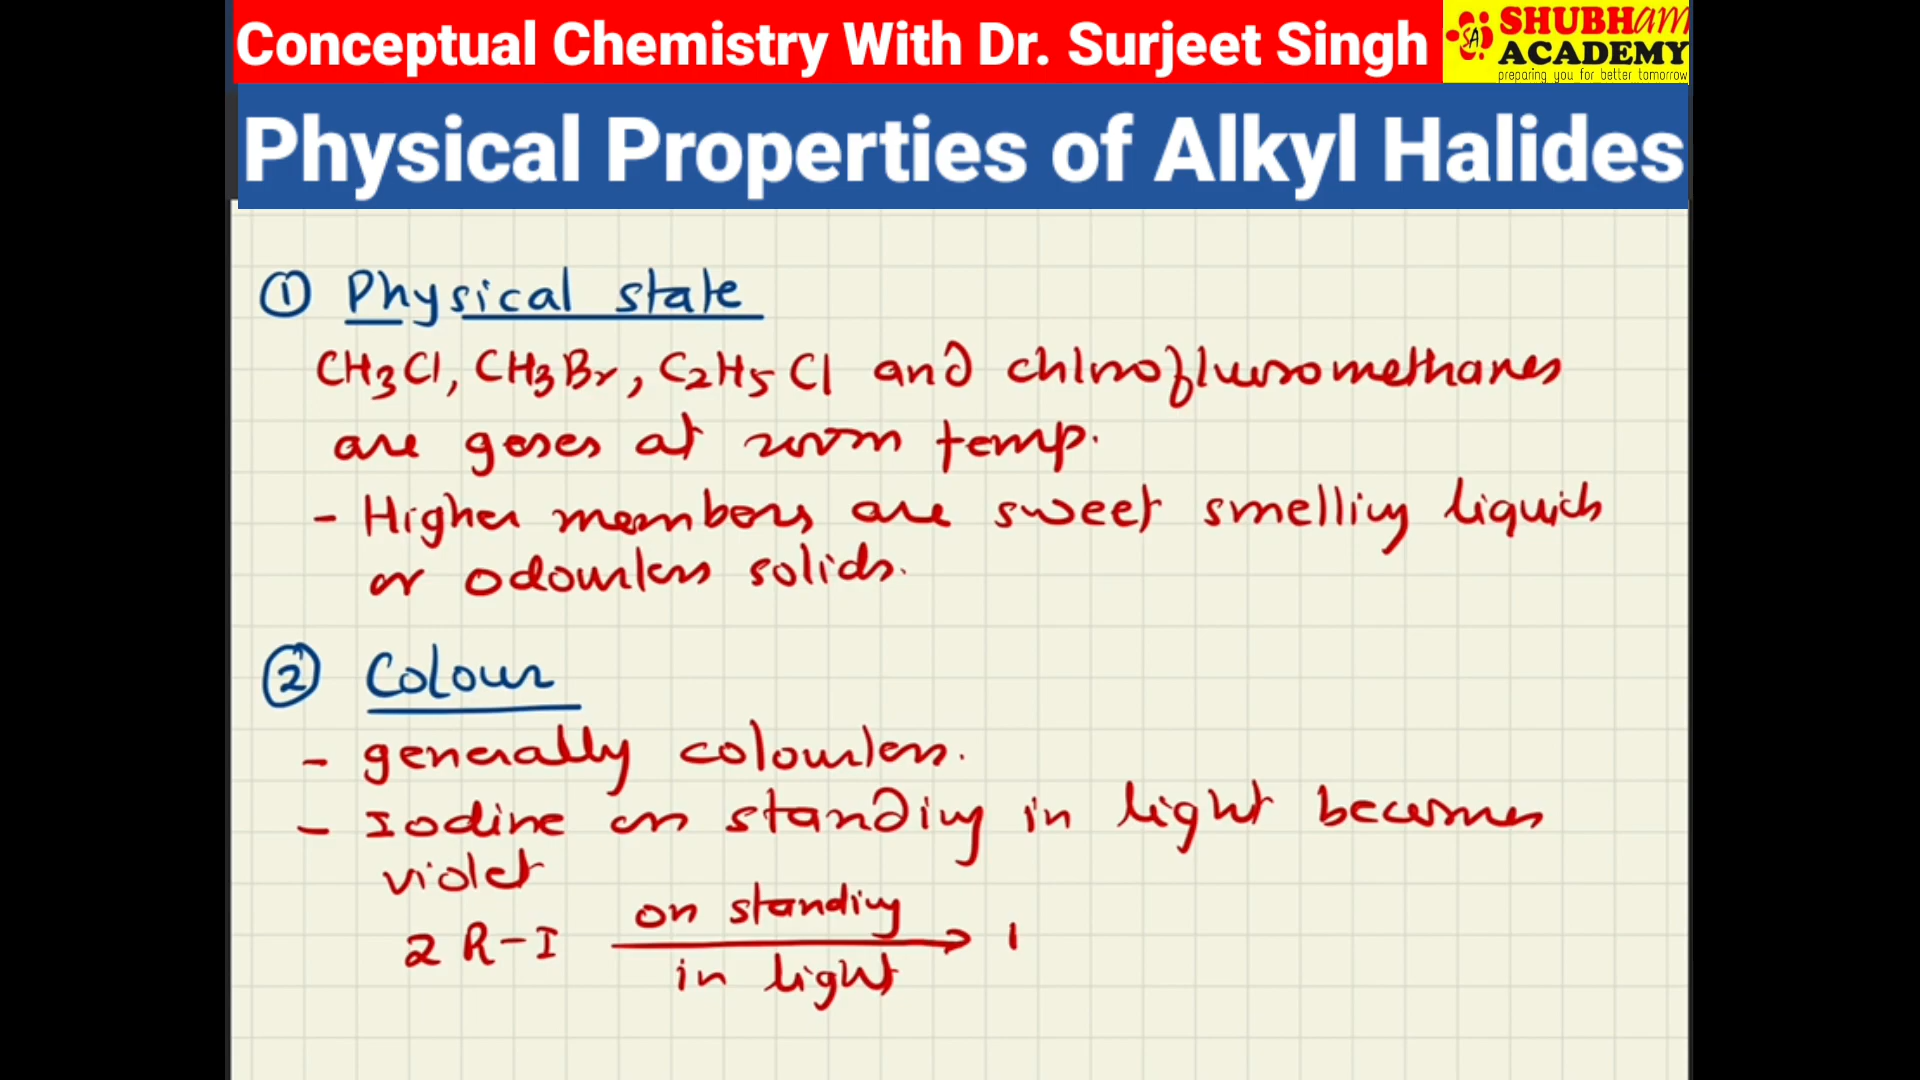 Conceptual Chemistry With Dr. Surjeet Singh
SA
SHUBHam
ACADEMY
preparing you for better tomorrow
Physical Properties of Alkyl Halides
① Physical state
CH3Cl, CH3Br, C2H5Cl and chlorofluoromethanes
are gases at room temp.
- Higher members are sweet smelling liquids
or odourless solids.
② Colour
- generally colourless.
- Iodine on standing in light becomes
violet
on standing
2 R-I
in light